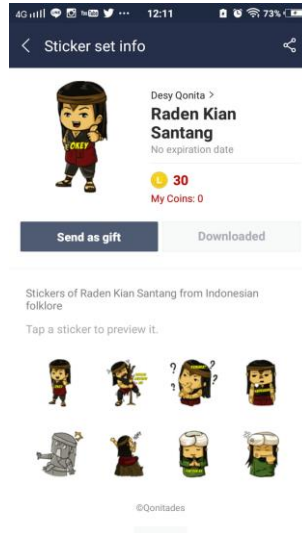 4G 12:11 73%
Sticker set info
Desy Qonita >
Raden Kian
Santang
No expiration date
L 30
My Coins: 0
Send as gift
Downloaded
Stickers of Raden Kian Santang from Indonesian
folklore
Tap a sticker to preview it.
OKEY
©Qonitades